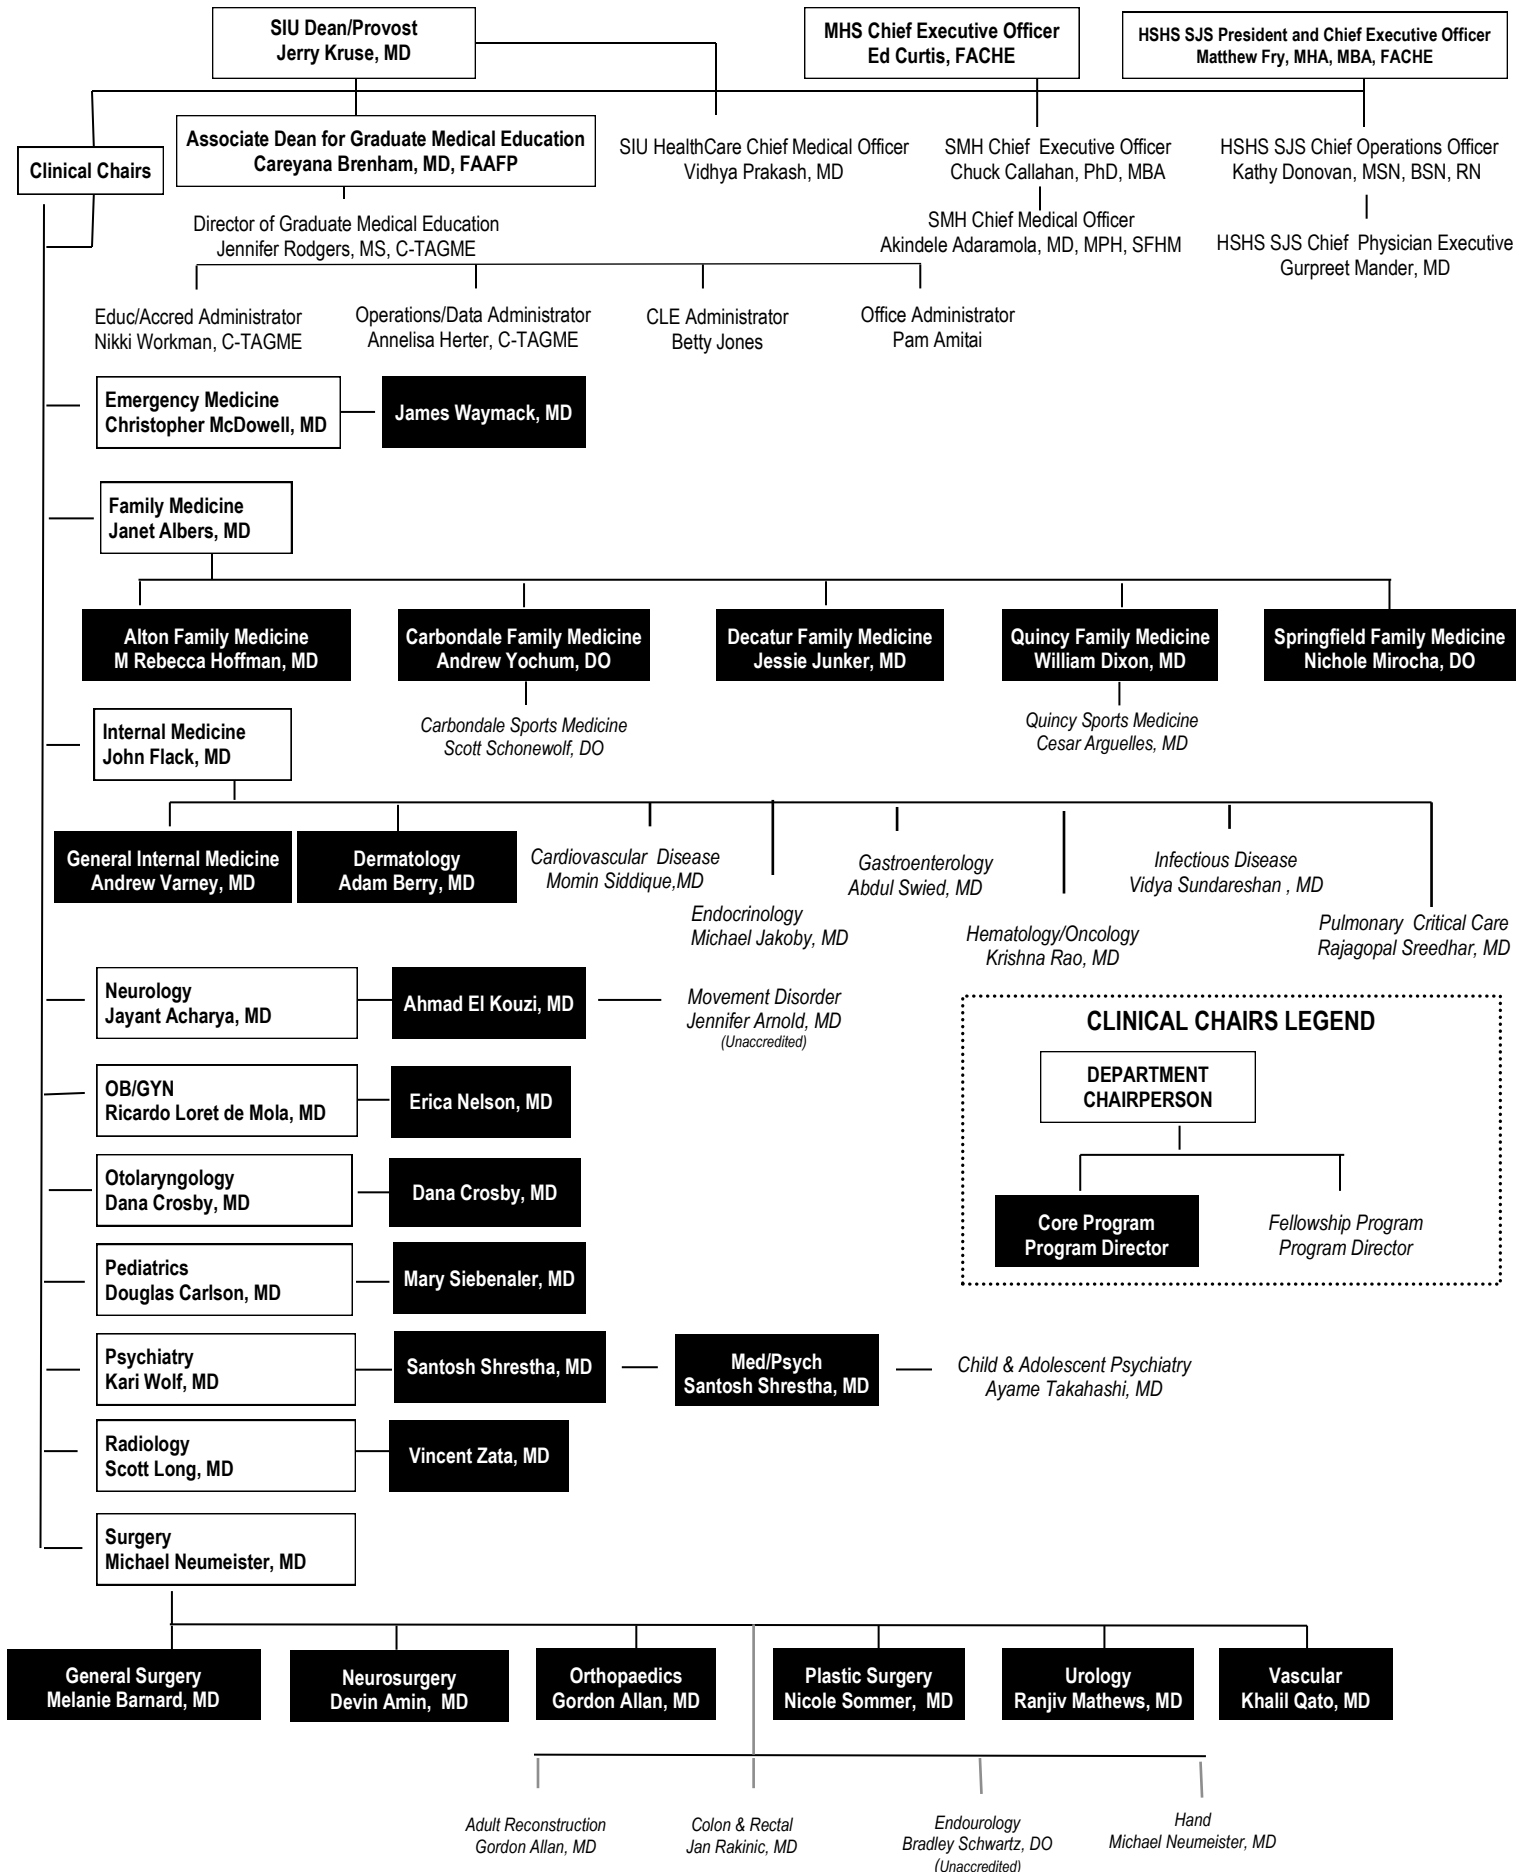 SIU Dean/Provost
Jerry Kruse, MD
MHS Chief Executive Officer
Ed Curtis, FACHE
HSHS SJS President and Chief Executive Officer
Matthew Fry, MHA, MBA, FACHE
Clinical Chairs
Associate Dean for Graduate Medical Education
Careyana Brenham, MD, FAAFP
SIU HealthCare Chief Medical Officer
Vidhya Prakash, MD
SMH Chief Executive Officer
Chuck Callahan, PhD, MBA
HSHS SJS Chief Operations Officer
Kathy Donovan, MSN, BSN, RN
Director of Graduate Medical Education
Jennifer Rodgers, MS, C-TAGME
SMH Chief Medical Officer
Akindele Adaramola, MD, MPH, SFHM
HSHS SJS Chief Physician Executive
Gurpreet Mander, MD
Educ/Accred Administrator
Nikki Workman, C-TAGME
Operations/Data Administrator
Annelisa Herter, C-TAGME
CLE Administrator
Betty Jones
Office Administrator
Pam Amitai
Emergency Medicine
Christopher McDowell, MD
James Waymack, MD
Family Medicine
Janet Albers, MD
Alton Family Medicine
M Rebecca Hoffman, MD
Carbondale Family Medicine
Andrew Yochum, DO
Decatur Family Medicine
Jessie Junker, MD
Quincy Family Medicine
William Dixon, MD
Springfield Family Medicine
Nichole Mirocha, DO
Carbondale Sports Medicine
Scott Schonewolf, DO
Quincy Sports Medicine
Cesar Arguelles, MD
Internal Medicine
John Flack, MD
General Internal Medicine
Andrew Varney, MD
Dermatology
Adam Berry, MD
Cardiovascular Disease
Momin Siddique,MD
Endocrinology
Michael Jakoby, MD
Gastroenterology
Abdul Swied, MD
Hematology/Oncology
Krishna Rao, MD
Infectious Disease
Vidya Sundareshan , MD
Pulmonary Critical Care
Rajagopal Sreedhar, MD
Neurology
Jayant Acharya, MD
Ahmad El Kouzi, MD
Movement Disorder
Jennifer Arnold, MD
(Unaccredited)
CLINICAL CHAIRS LEGEND
DEPARTMENT
CHAIRPERSON
Core Program
Program Director
Fellowship Program
Program Director
OB/GYN
Ricardo Loret de Mola, MD
Erica Nelson, MD
Otolaryngology
Dana Crosby, MD
Dana Crosby, MD
Pediatrics
Douglas Carlson, MD
Mary Siebenaler, MD
Psychiatry
Kari Wolf, MD
Santosh Shrestha, MD
Med/Psych
Santosh Shrestha, MD
Child & Adolescent Psychiatry
Ayame Takahashi, MD
Radiology
Scott Long, MD
Vincent Zata, MD
Surgery
Michael Neumeister, MD
General Surgery
Melanie Barnard, MD
Neurosurgery
Devin Amin, MD
Orthopaedics
Gordon Allan, MD
Plastic Surgery
Nicole Sommer, MD
Urology
Ranjiv Mathews, MD
Vascular
Khalil Qato, MD
Adult Reconstruction
Gordon Allan, MD
Colon & Rectal
Jan Rakinic, MD
Endourology
Bradley Schwartz, DO
(Unaccredited)
Hand
Michael Neumeister, MD